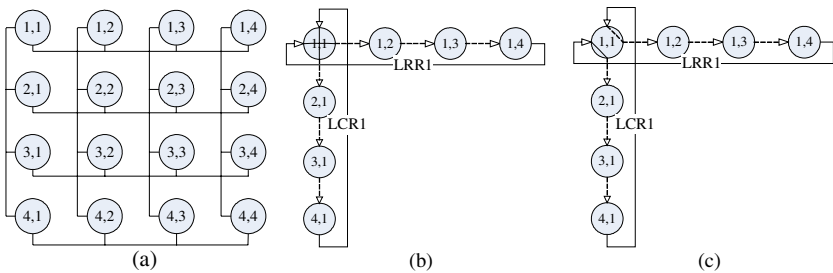 1,1 1,2 1,3 1,4
2,1 2,2 2,3 2,4
3,1 3,2 3,3 3,4
4,1 4,2 4,3 4,4
(a)
1,1 1,2 1,3 1,4
LRR1
2,1
LCR1
3,1
4,1
(b)
1,1 1,2 1,3 1,4
LRR1
2,1
LCR1
3,1
4,1
(c)